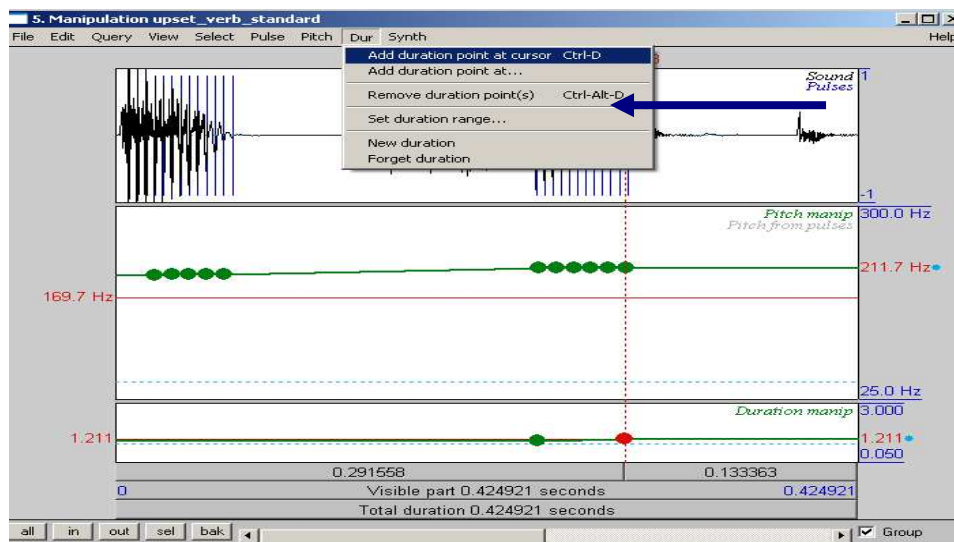 5. Manipulation upset_verb_standard
File Edit Query View Select Pulse Pitch Dur Synth Help
Add duration point at cursor Ctrl-D
Add duration point at...
Remove duration point(s) Ctrl-Alt-D
Set duration range...
New duration
Forget duration
Sound 1
Pulses
-1
Pitch manip 300.0 Hz
Pitch from pulses
211.7 Hz
169.7 Hz
25.0 Hz
Duration manip 3.000
1.211 1.211
0.050
0.291558 0.133363
0 Visible part 0.424921 seconds 0.424921
Total duration 0.424921 seconds
all in out sel bak Group